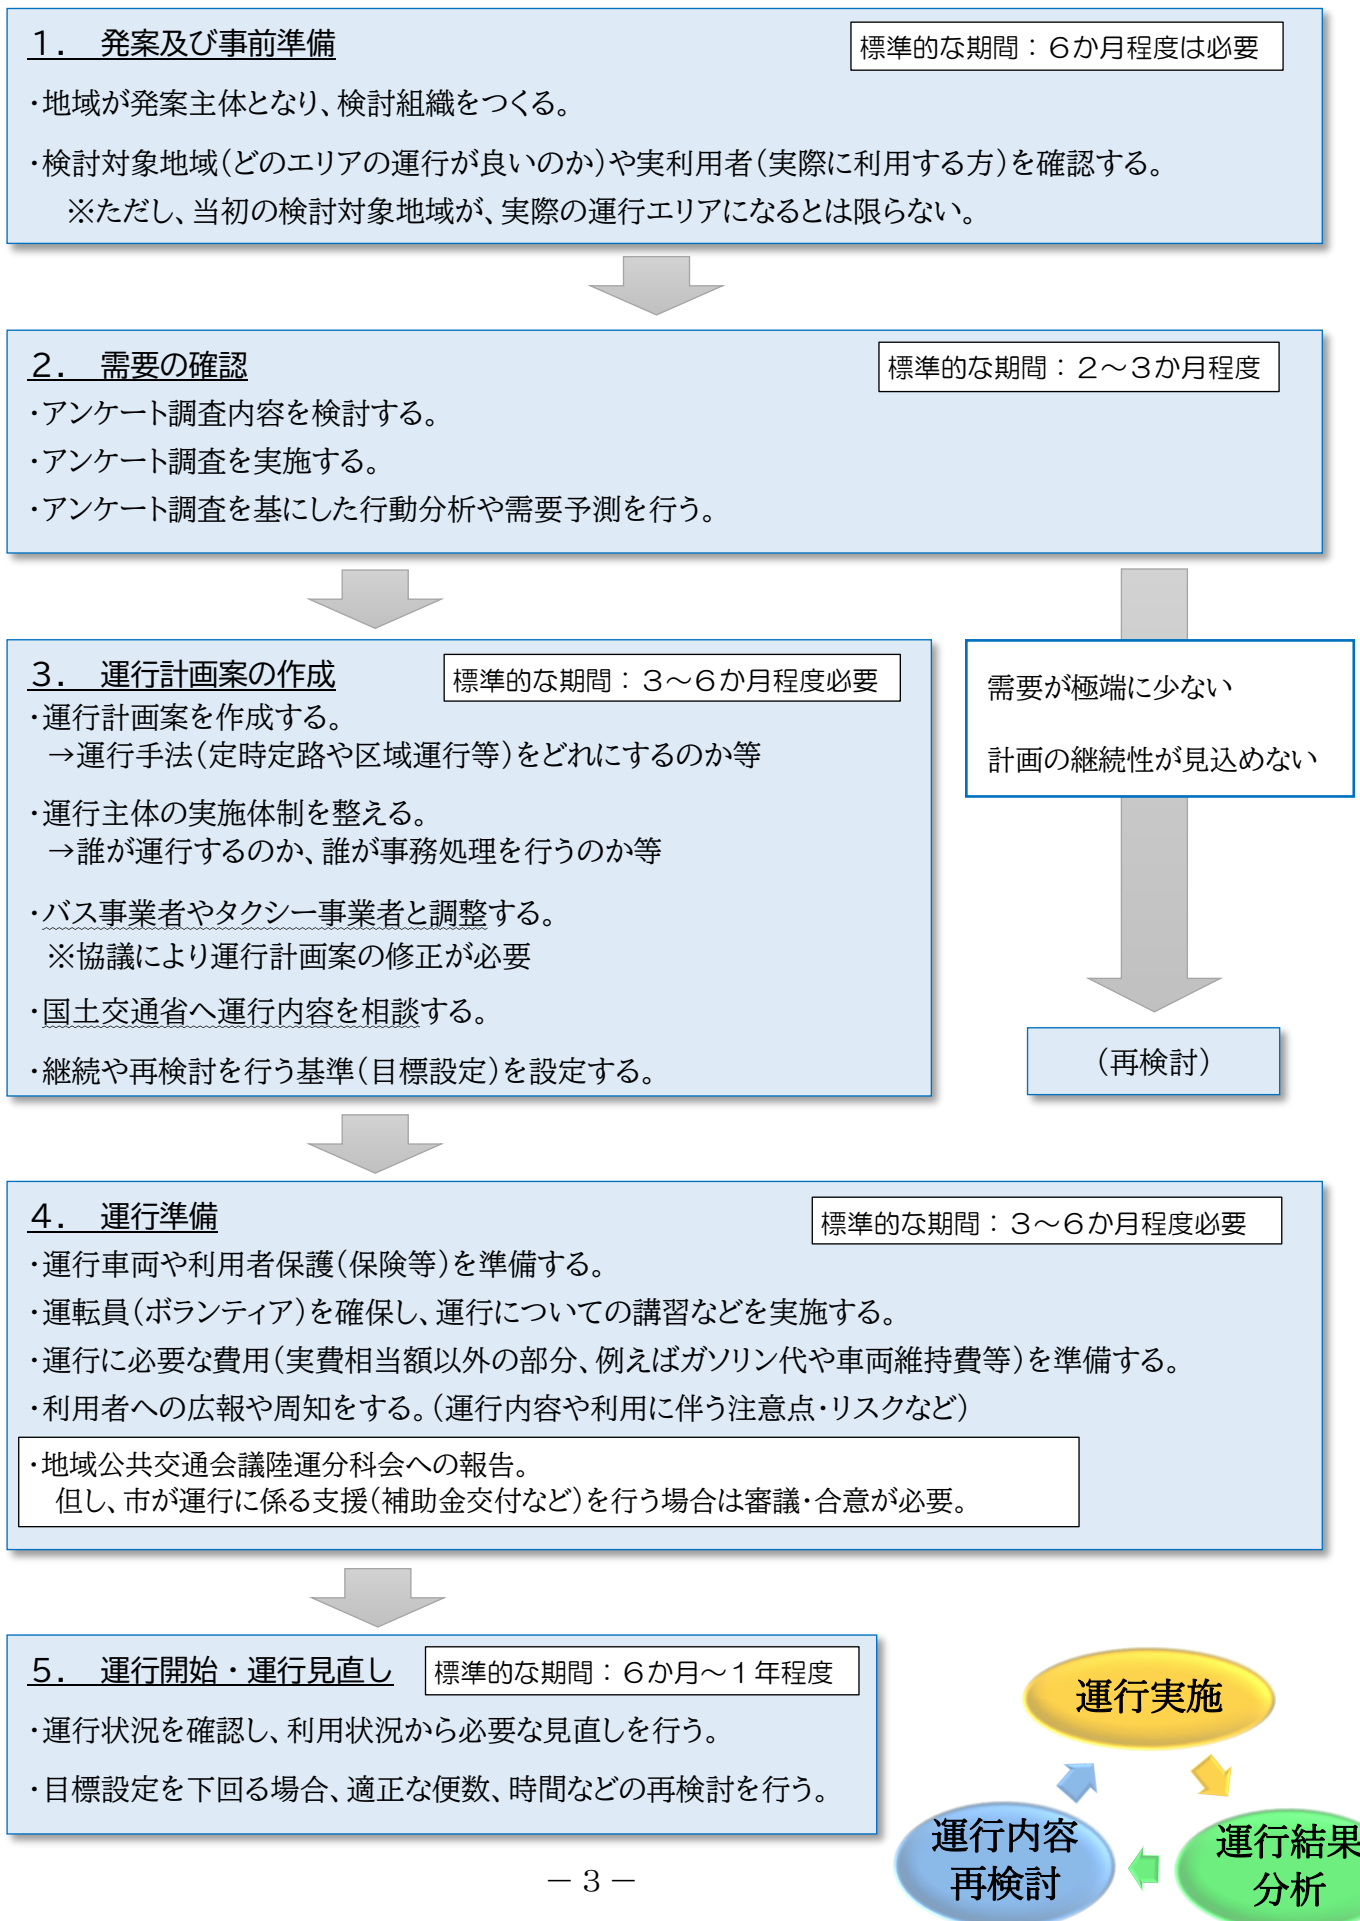 １．　発案及び事前準備
標準的な期間：６か月程度は必要
・地域が発案主体となり、検討組織をつくる。
・検討対象地域（どのエリアの運行が良いのか）や実利用者（実際に利用する方）を確認する。
※ただし、当初の検討対象地域が、実際の運行エリアになるとは限らない。
２．　需要の確認
標準的な期間：２～３か月程度
・アンケート調査内容を検討する。
・アンケート調査を実施する。
・アンケート調査を基にした行動分析や需要予測を行う。
３．　運行計画案の作成
標準的な期間：３～６か月程度必要
・運行計画案を作成する。
→運行手法（定時定路や区域運行等）をどれにするのか等
・運行主体の実施体制を整える。
→誰が運行するのか、誰が事務処理を行うのか等
・バス事業者やタクシー事業者と調整する。
※協議により運行計画案の修正が必要
・国土交通省へ運行内容を相談する。
・継続や再検討を行う基準（目標設定）を設定する。
需要が極端に少ない
計画の継続性が見込めない
（再検討）
４．　運行準備
標準的な期間：３～６か月程度必要
・運行車両や利用者保護（保険等）を準備する。
・運転員（ボランティア）を確保し、運行についての講習などを実施する。
・運行に必要な費用（実費相当額以外の部分、例えばガソリン代や車両維持費等）を準備する。
・利用者への広報や周知をする。（運行内容や利用に伴う注意点・リスクなど）
・地域公共交通会議陸運分科会への報告。
但し、市が運行に係る支援（補助金交付など）を行う場合は審議・合意が必要。
５．　運行開始・運行見直し
標準的な期間：６か月～１年程度
・運行状況を確認し、利用状況から必要な見直しを行う。
・目標設定を下回る場合、適正な便数、時間などの再検討を行う。
運行実施
運行結果
分析
運行内容
再検討
－３－